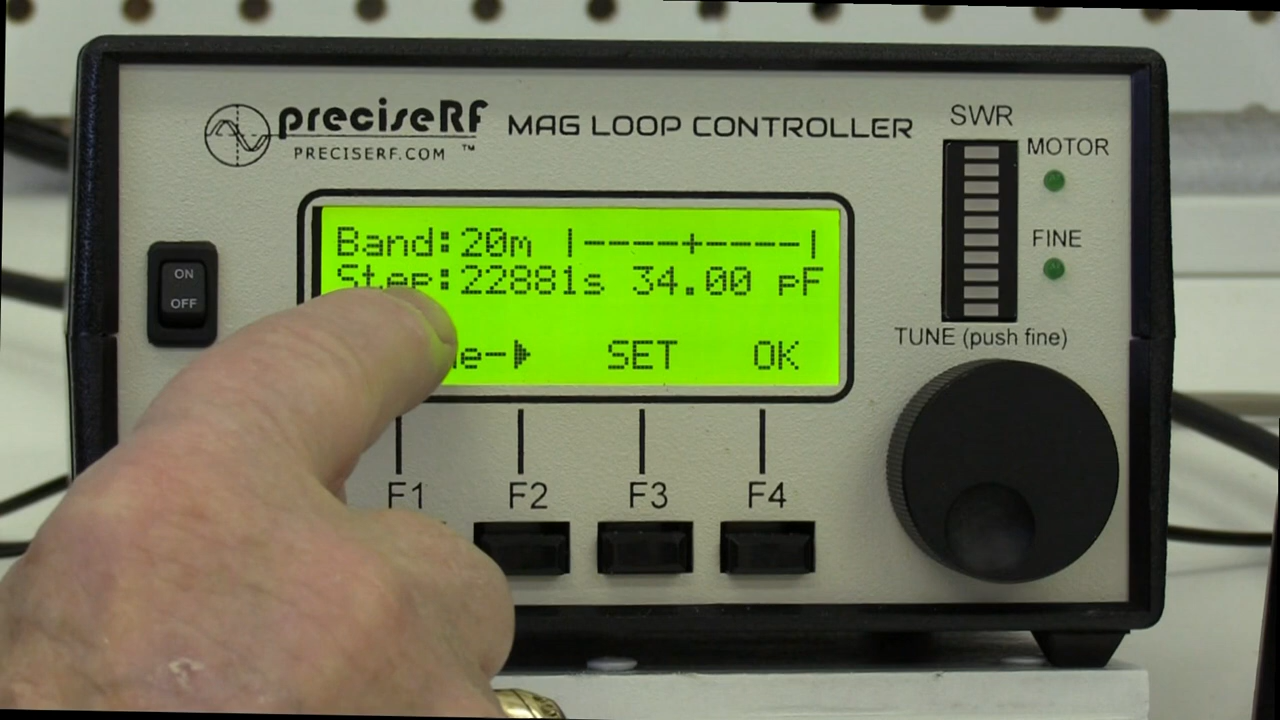 preciseRF MAG LOOP CONTROLLER
PRECISERF.COM ™
SWR
MOTOR
FINE
TUNE (push fine)
ON
OFF
Band:20m |----+----|
Step:22881s 34.00 pF
e-▶ SET OK
F1 F2 F3 F4